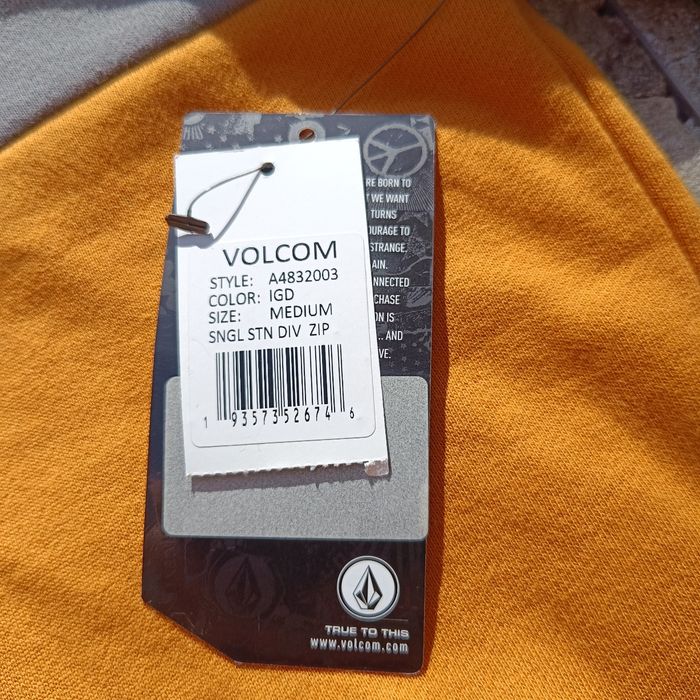 VOLCOM
STYLE: A4832003
COLOR: IGD
SIZE: MEDIUM
SNGL STN DIV ZIP
1 93573 52674 6
RE BORN TO
WE WANT
TURNS
OURAGE TO
STRANGE,
AIN.
NNECTED
CHASE
ON IS
... AND
VE.
TRUE TO THIS
www.volcom.com